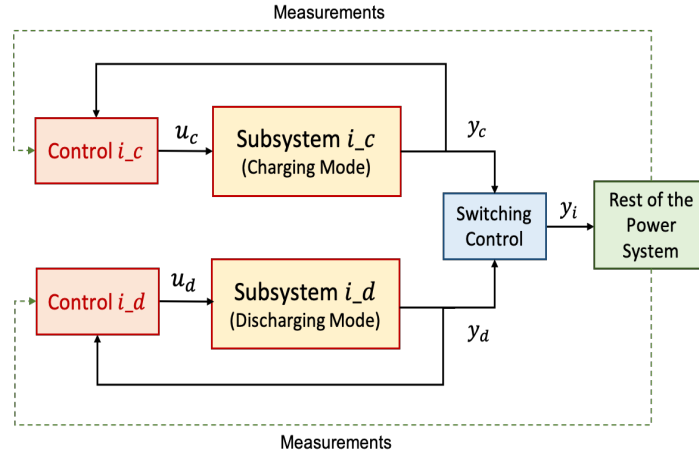 Measurements
Control i_c
u_c
Subsystem i_c
(Charging Mode)
y_c
Switching
Control
y_i
Rest of the
Power
System
Control i_d
u_d
Subsystem i_d
(Discharging Mode)
y_d
Measurements